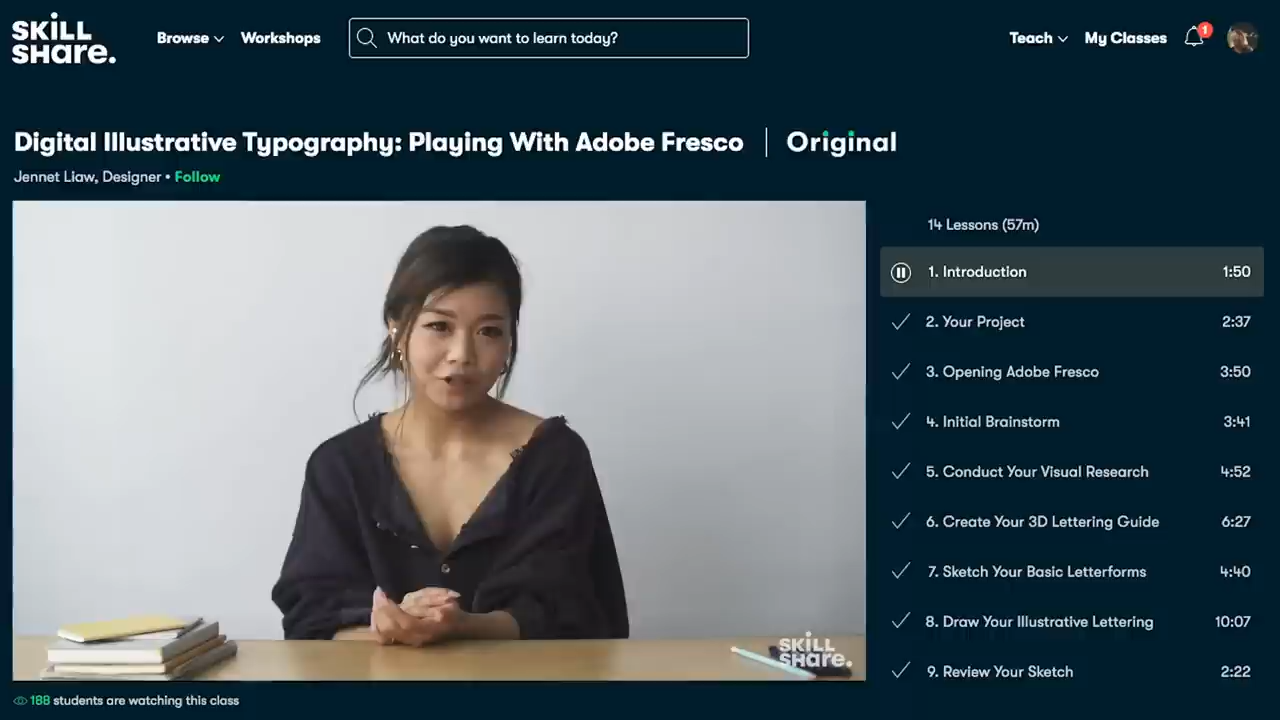 SKILL
SHARE.
Browse
Workshops
What do you want to learn today?
Teach
My Classes
1
Digital Illustrative Typography: Playing With Adobe Fresco | Original
Jennet Liaw, Designer • Follow
14 Lessons (57m)
1. Introduction 1:50
2. Your Project 2:37
3. Opening Adobe Fresco 3:50
4. Initial Brainstorm 3:41
5. Conduct Your Visual Research 4:52
6. Create Your 3D Lettering Guide 6:27
7. Sketch Your Basic Letterforms 4:40
8. Draw Your Illustrative Lettering 10:07
9. Review Your Sketch 2:22
SKILL
SHARE.
188 students are watching this class